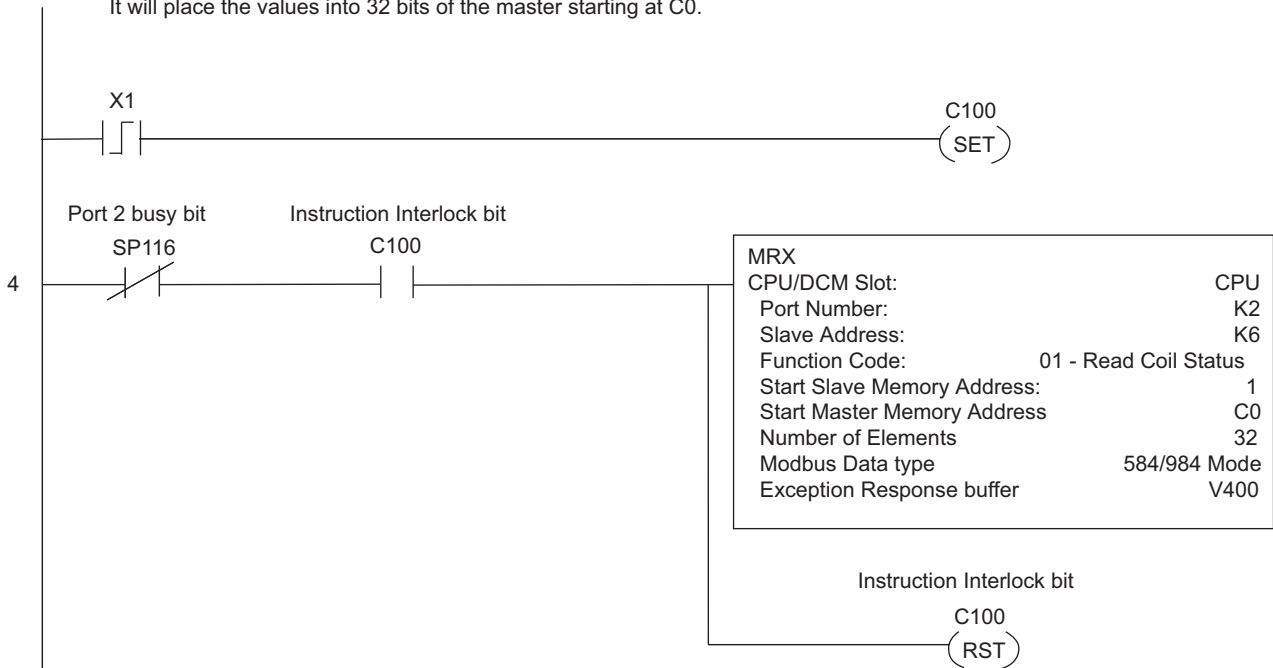 It will place the values into 32 bits of the master starting at C0.
X1
C100
SET
Port 2 busy bit Instruction Interlock bit
SP116 C100
4
MRX
CPU/DCM Slot: CPU
Port Number: K2
Slave Address: K6
Function Code: 01 - Read Coil Status
Start Slave Memory Address: 1
Start Master Memory Address C0
Number of Elements 32
Modbus Data type 584/984 Mode
Exception Response buffer V400
Instruction Interlock bit
C100
RST